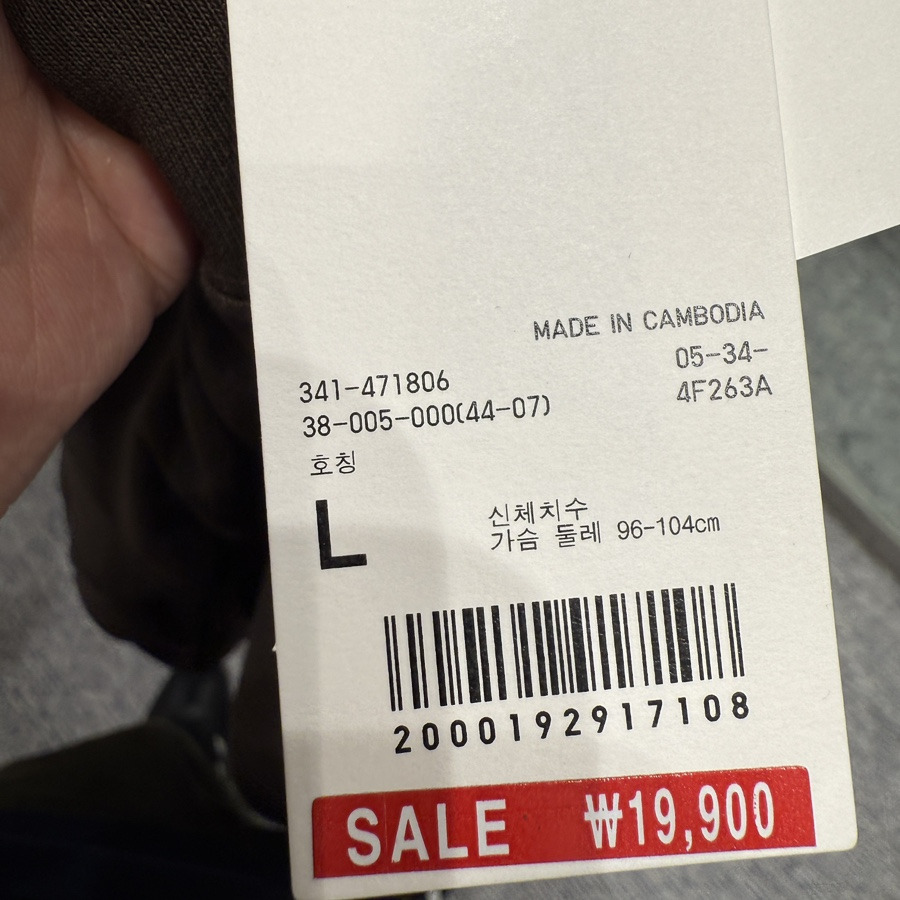 MADE IN CAMBODIA
05-34-
4F263A
341-471806
38-005-000(44-07)
호칭
L
신체치수
가슴 둘레 96-104cm
2000192917108
SALE ₩19,900